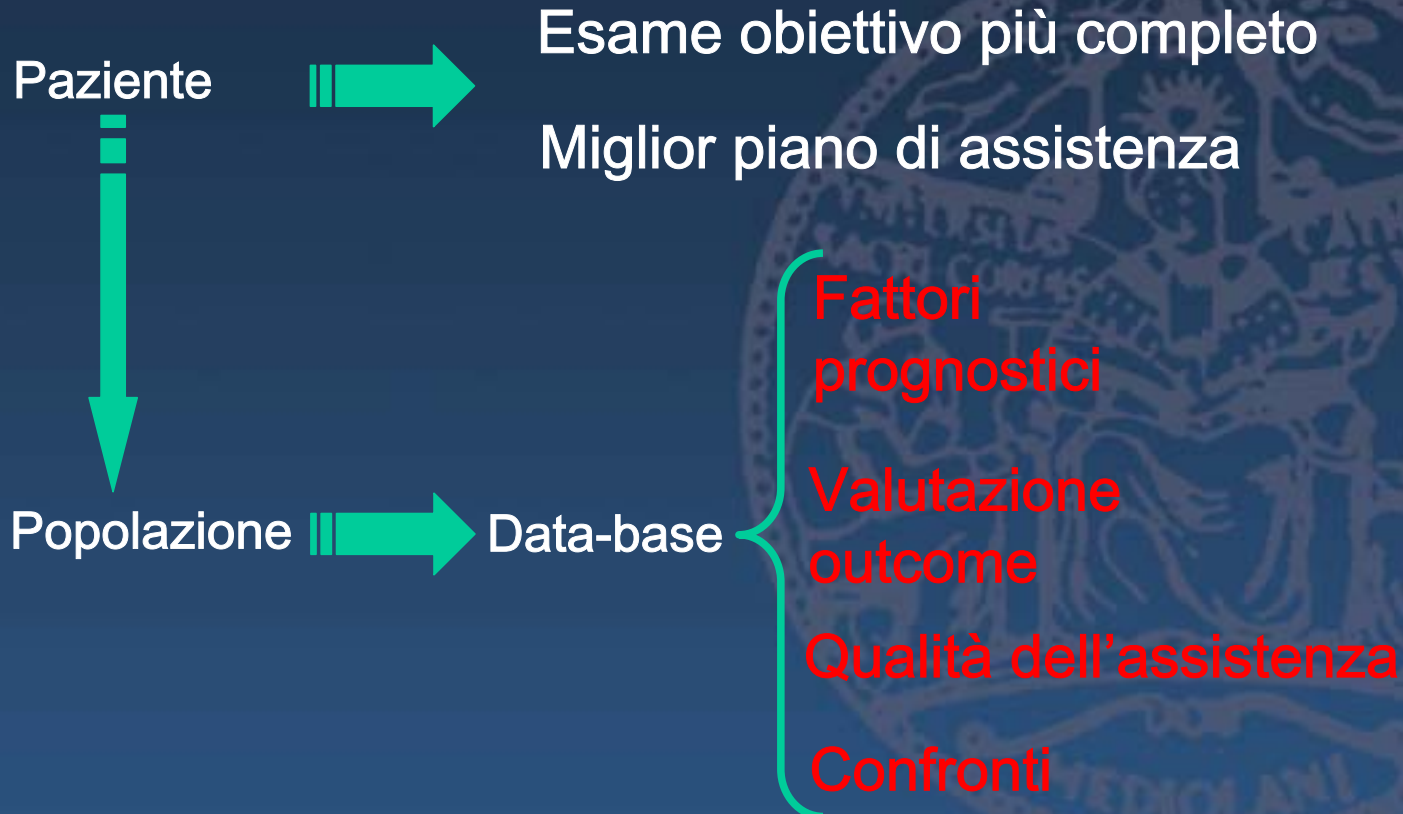 Esame obiettivo più completo
Paziente
Miglior piano di assistenza
Fattori
prognostici
Valutazione
outcome
Popolazione
Data-base
Qualità dell’assistenza
Confronti
MEDIOLANI